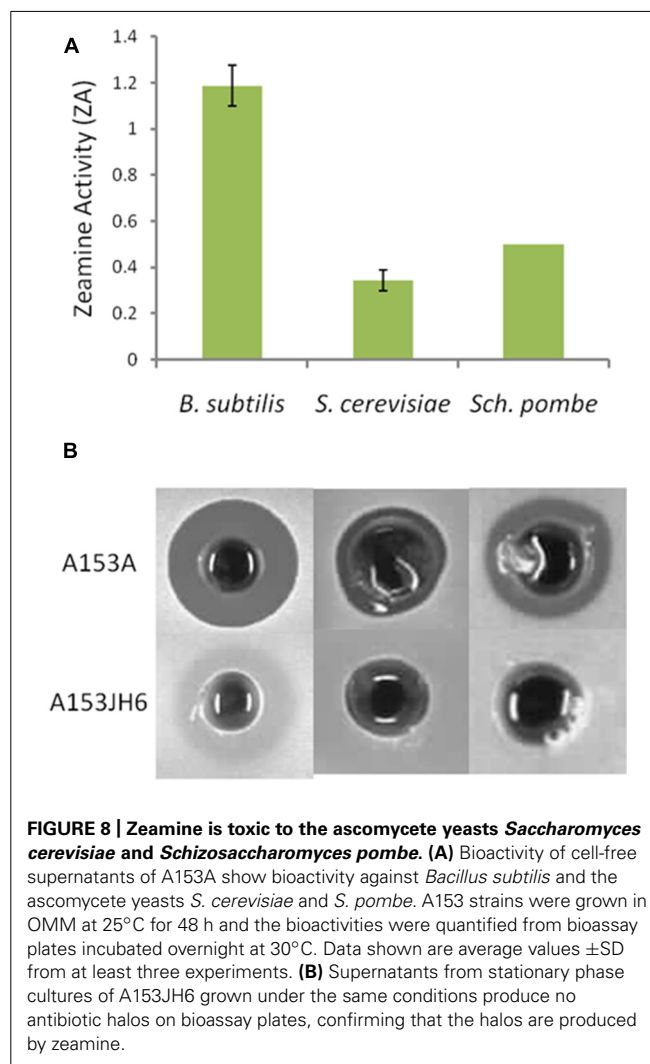 A
1.4
1.2
1
0.8
0.6
0.4
0.2
0
Zeamine Activity (ZA)
B. subtilis S. cerevisiae Sch. pombe
B
A153A
A153JH6
FIGURE 8 | Zeamine is toxic to the ascomycete yeasts Saccharomyces
cerevisiae and Schizosaccharomyces pombe. (A) Bioactivity of cell-free
supernatants of A153A show bioactivity against Bacillus subtilis and the
ascomycete yeasts S. cerevisiae and S. pombe. A153 strains were grown in
OMM at 25°C for 48 h and the bioactivities were quantified from bioassay
plates incubated overnight at 30°C. Data shown are average values ±SD
from at least three experiments. (B) Supernatants from stationary phase
cultures of A153JH6 grown under the same conditions produce no
antibiotic halos on bioassay plates, confirming that the halos are produced
by zeamine.